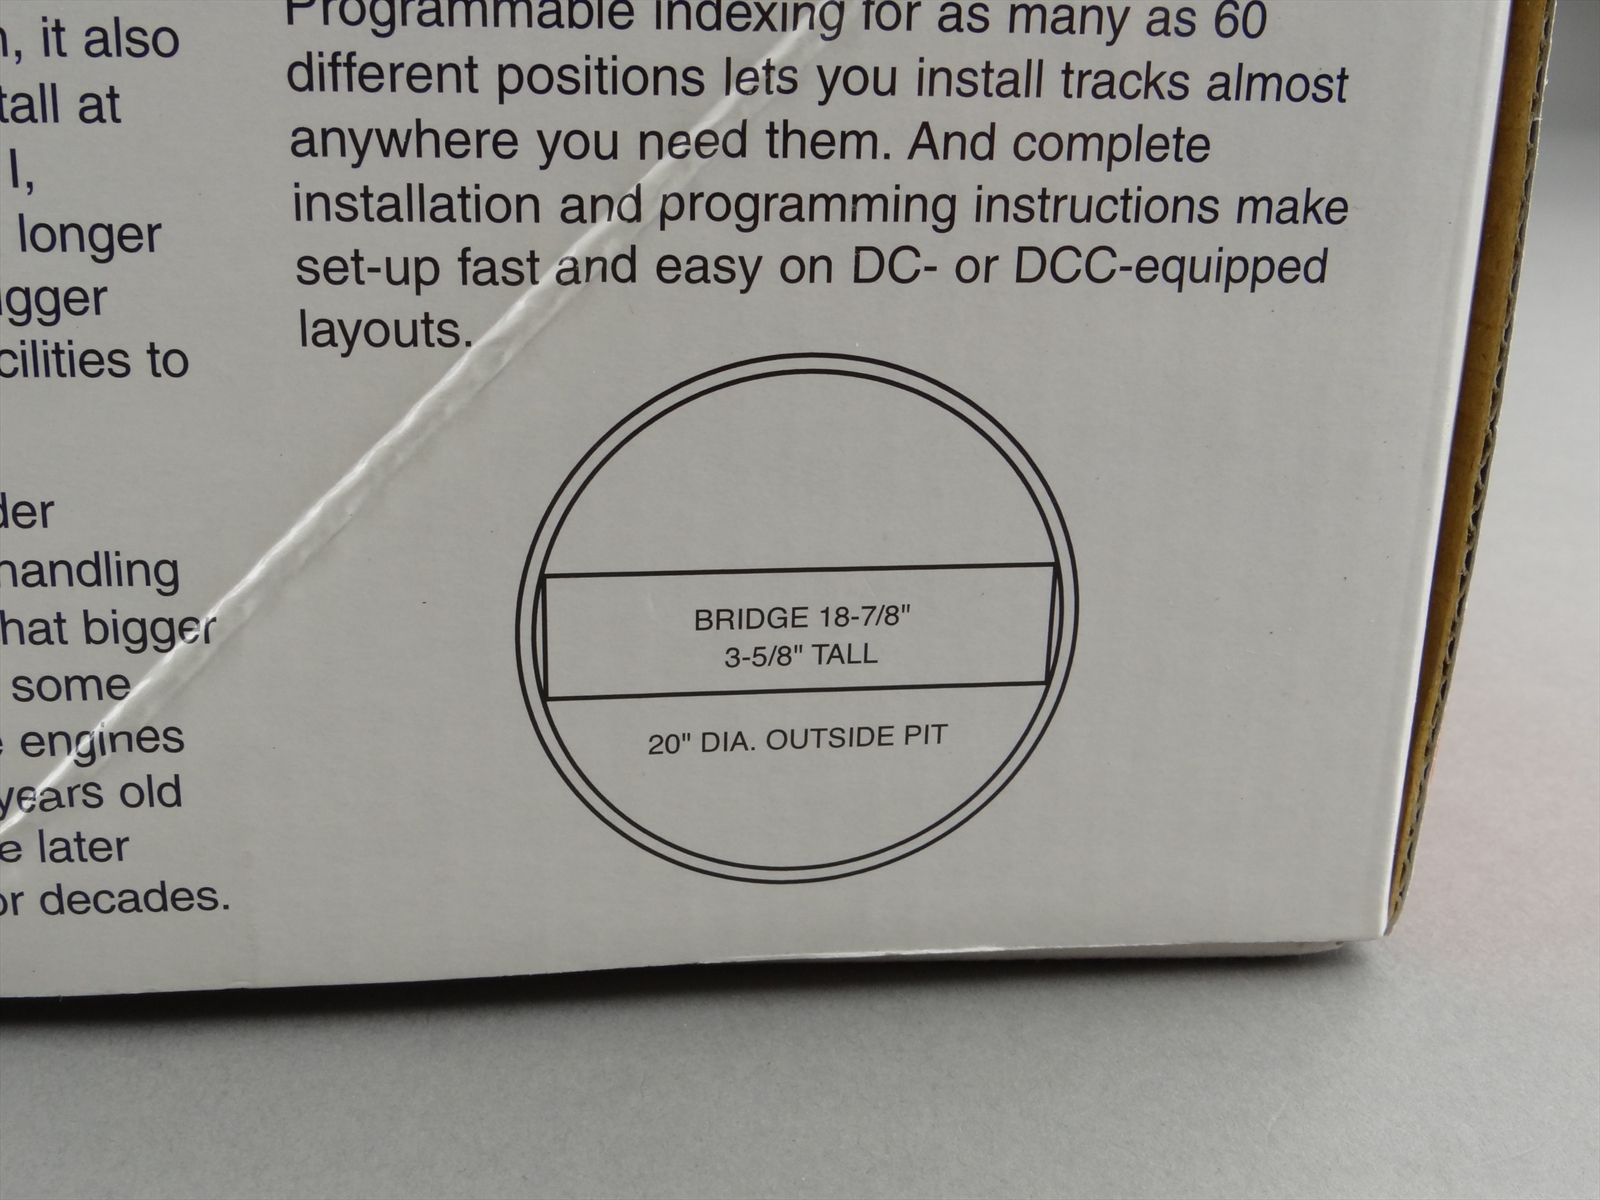 , it also
tall at
I,
longer
igger
cilities to
der
handling
hat bigger
some
engines
years old
e later
or decades.
Programmable indexing for as many as 60
different positions lets you install tracks almost
anywhere you need them. And complete
installation and programming instructions make
set-up fast and easy on DC- or DCC-equipped
layouts.
BRIDGE 18-7/8"
3-5/8" TALL
20" DIA. OUTSIDE PIT